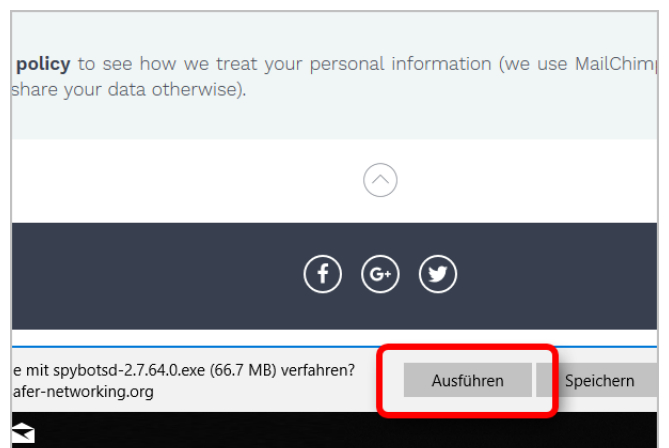 policy to see how we treat your personal information (we use MailChim
share your data otherwise).
f G+
e mit spybotsd-2.7.64.0.exe (66.7 MB) verfahren?
afer-networking.org
Ausführen
Speichern